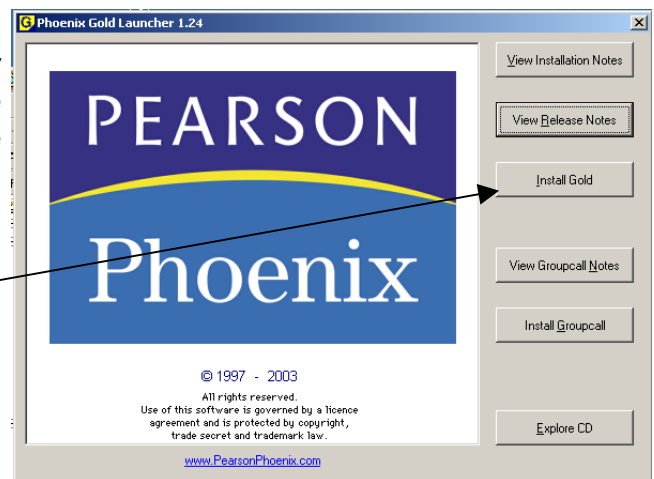 Phoenix Gold Launcher 1.24
PEARSON
Phoenix
© 1997 - 2003
All rights reserved.
Use of this software is governed by a licence
agreement and is protected by copyright,
trade secret and trademark law.
www.PearsonPhoenix.com
View Installation Notes
View Release Notes
Install Gold
View Groupcall Notes
Install Groupcall
Explore CD